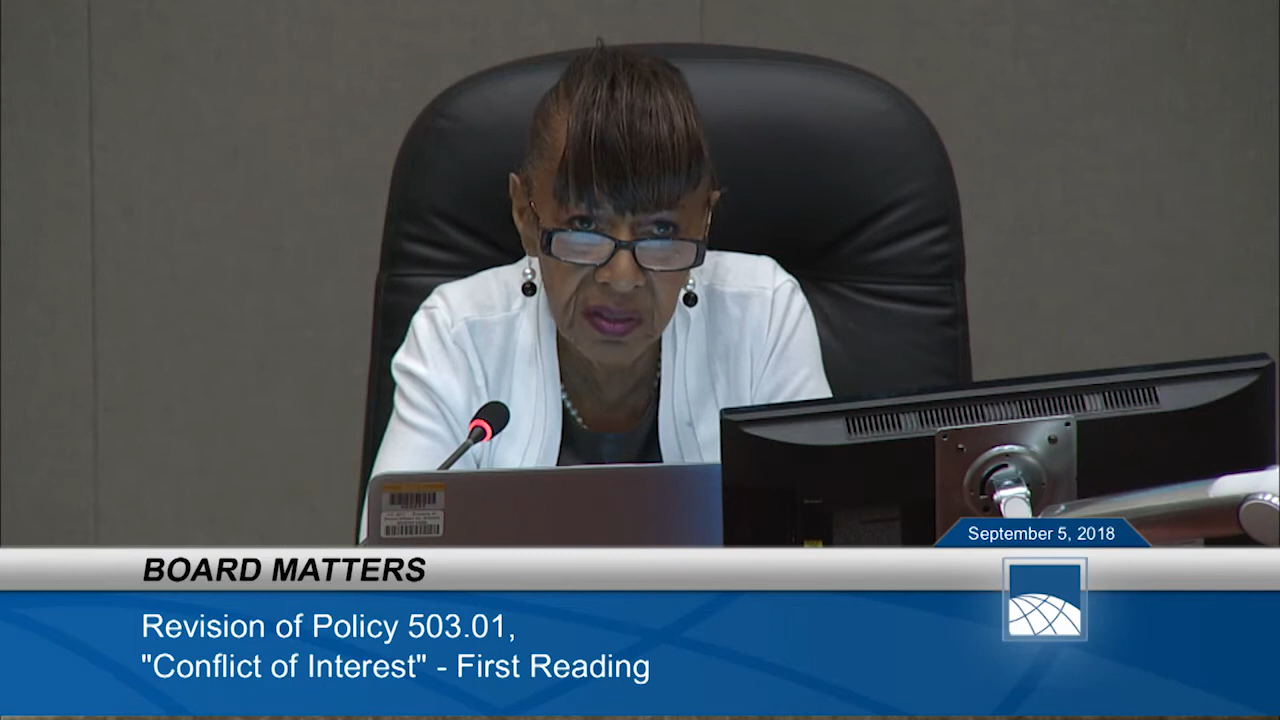 September 5, 2018
BOARD MATTERS
Revision of Policy 503.01,
"Conflict of Interest" - First Reading